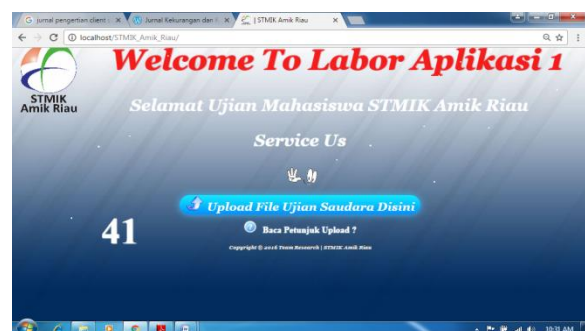 jurnal pengertian client
Jurnal Kekurangan dan
| STMIK Amik Riau
localhost/STMIK_Amik_Riau/
Welcome To Labor Aplikasi 1
STMIK
Amik Riau
Selamat Ujian Mahasiswa STMIK Amik Riau
Service Us
Upload File Ujian Saudara Disini
41
Baca Petunjuk Upload ?
Copyright © 2016 Team Research | STMIK Amik Riau
10:31 AM